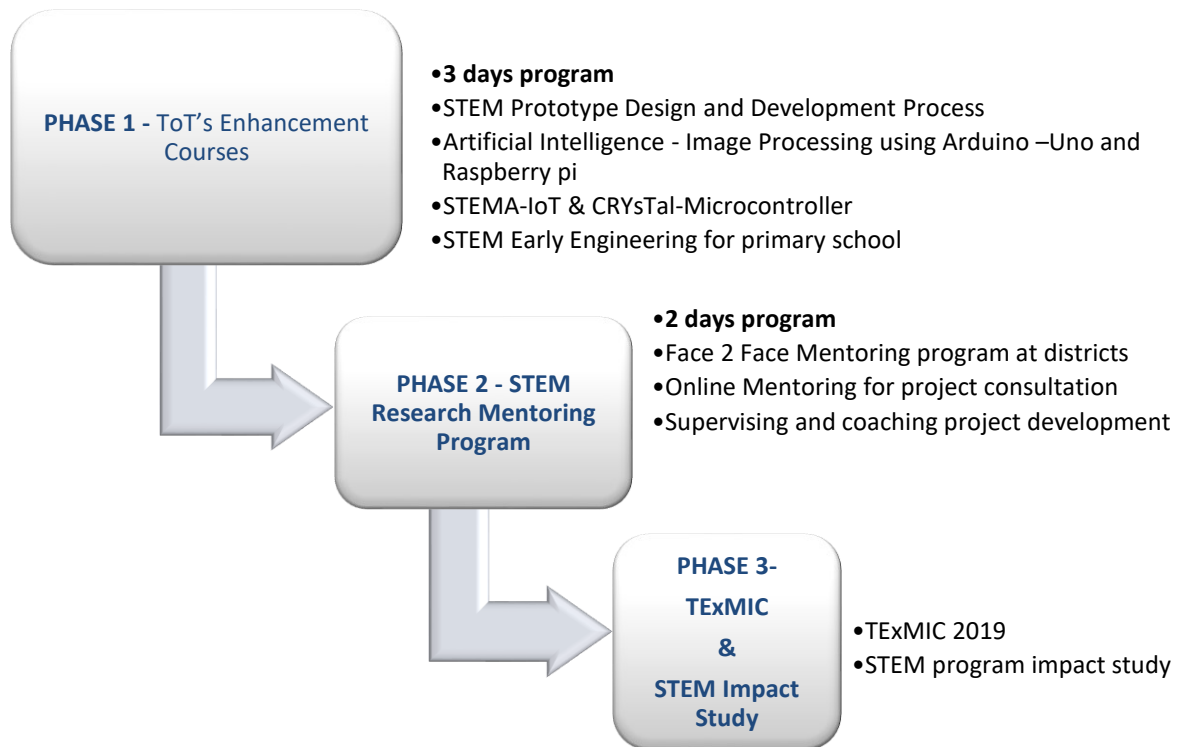 PHASE 1 - ToT's Enhancement
Courses
•3 days program
•STEM Prototype Design and Development Process
•Artificial Intelligence - Image Processing using Arduino –Uno and
Raspberry pi
•STEMA-IoT & CRYsTal-Microcontroller
•STEM Early Engineering for primary school
PHASE 2 - STEM
Research Mentoring
Program
•2 days program
•Face 2 Face Mentoring program at districts
•Online Mentoring for project consultation
•Supervising and coaching project development
PHASE 3-
TExMIC
&
STEM Impact
Study
•TExMIC 2019
•STEM program impact study